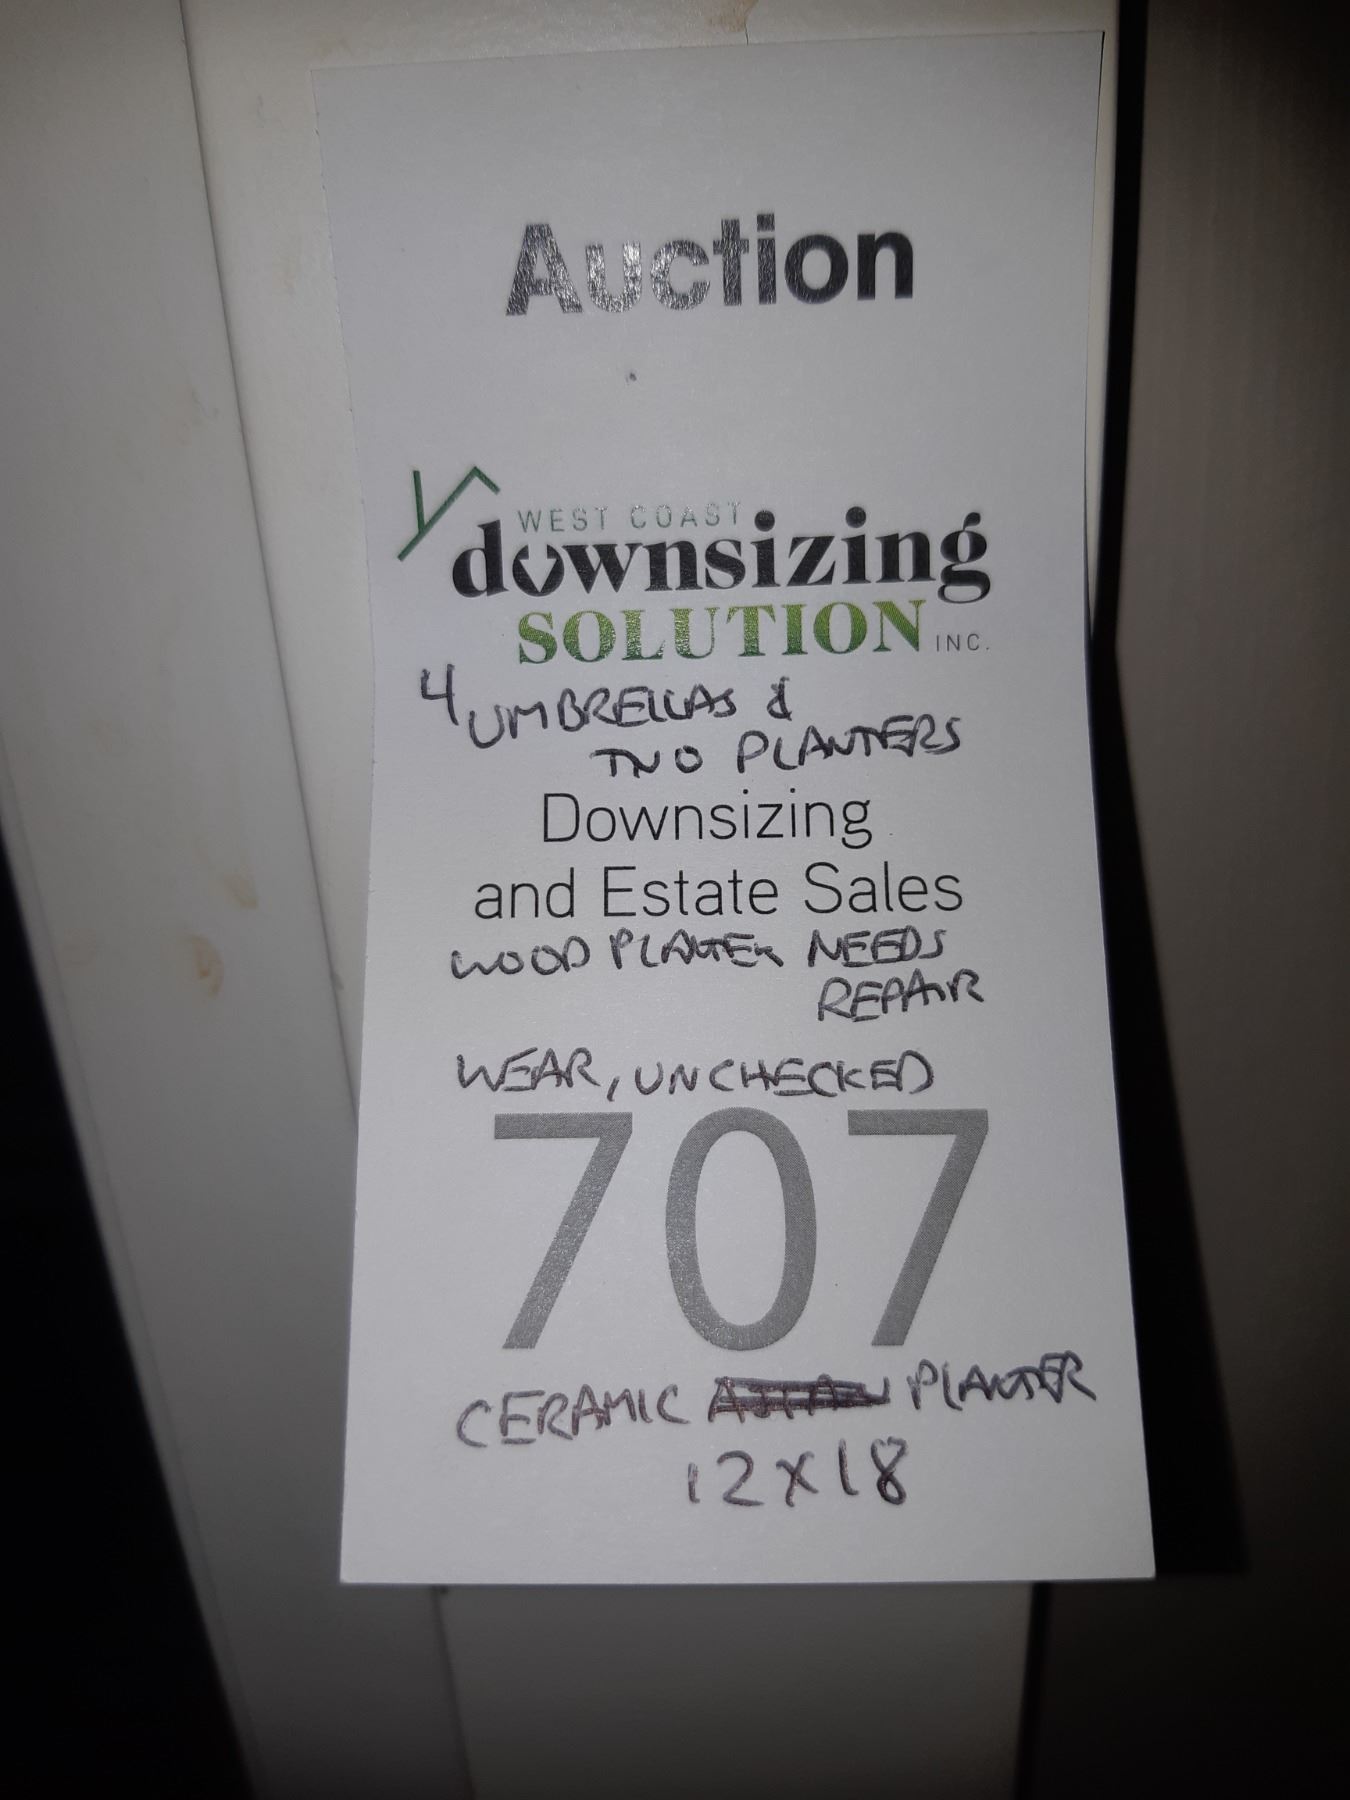 Auction
WEST COAST
downsizing
SOLUTION INC.
4 UMBRELLAS &
TWO PLANTERS
Downsizing
and Estate Sales
WOOD PLANTER NEEDS
REPAIR
WEAR, UNCHECKED
707
CERAMIC PLANTER
12X18